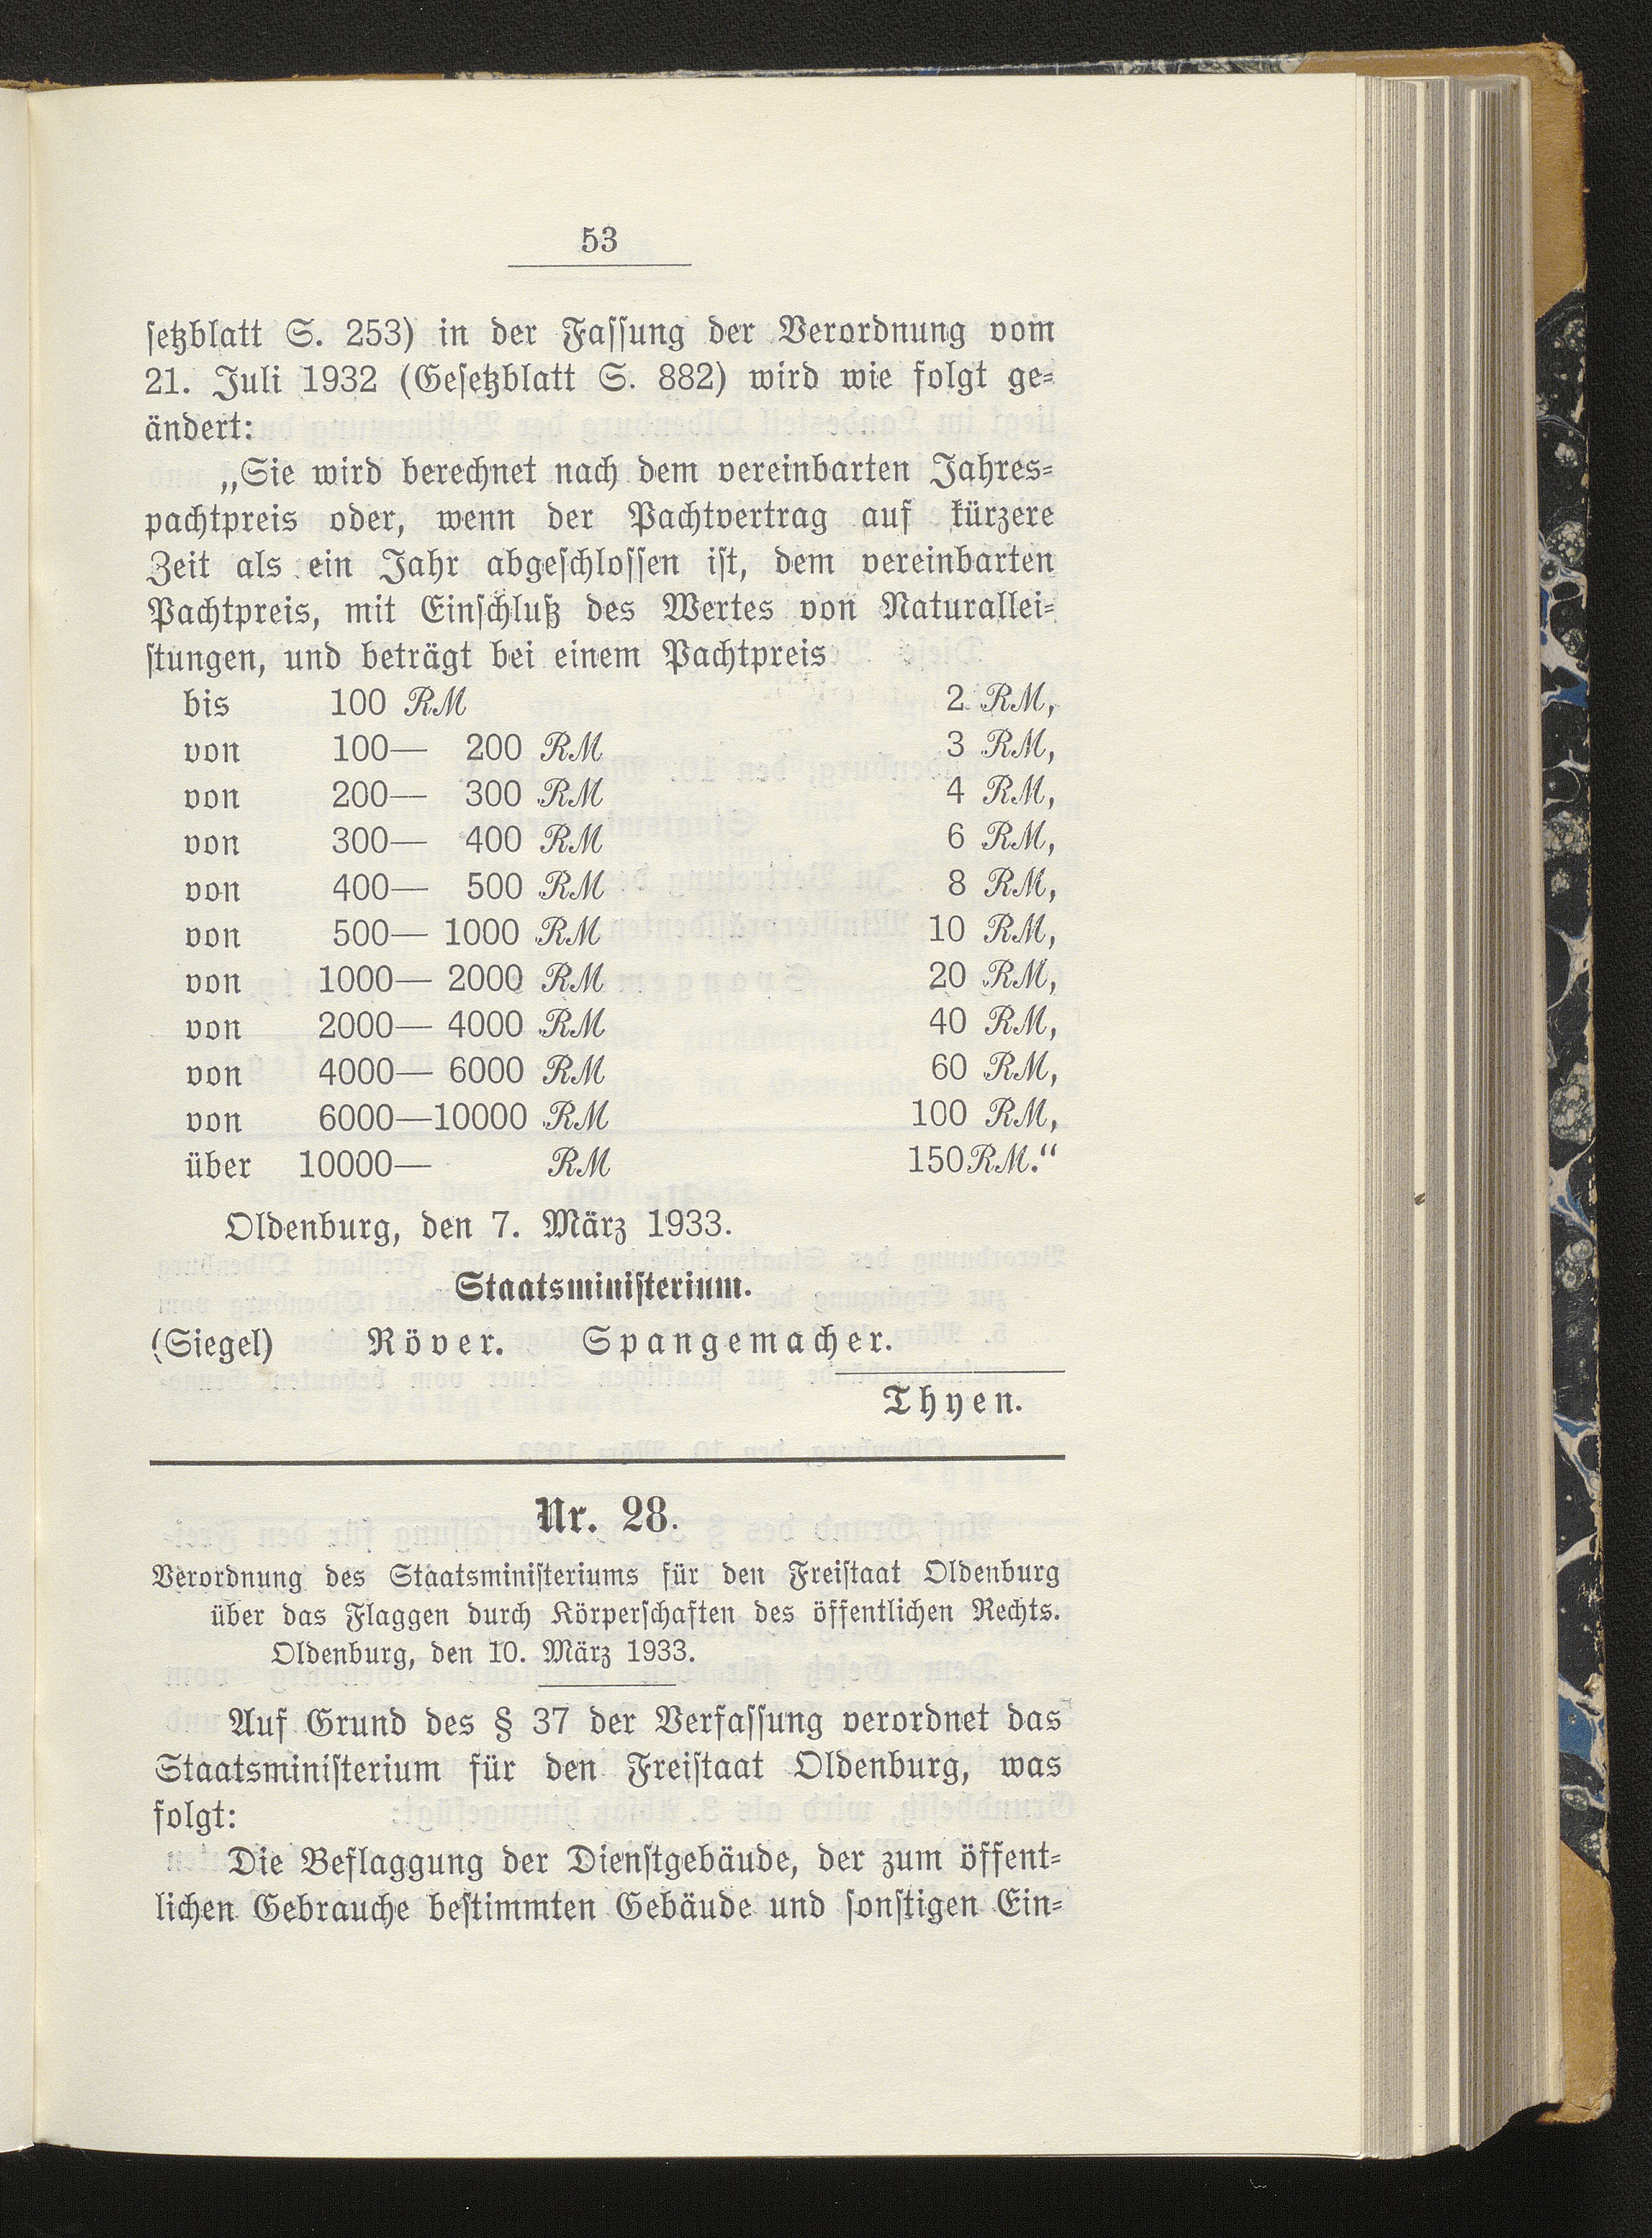 53
setzblatt S. 253) in der Fassung der Verordnung vom
21. Juli 1932 (Gesetzblatt S. 882) wird wie folgt ge-
ändert:
„Sie wird berechnet nach dem vereinbarten Jahres-
pachtpreis oder, wenn der Pachtvertrag auf kürzere
Zeit als ein Jahr abgeschlossen ist, dem vereinbarten
Pachtpreis, mit Einschluß des Wertes von Naturallei-
stungen, und beträgt bei einem Pachtpreis
bis 100 RM 2 RM,
von 100— 200 RM 3 RM,
von 200— 300 RM 4 RM,
von 300— 400 RM 6 RM,
von 400— 500 RM 8 RM,
von 500— 1000 RM 10 RM,
von 1000— 2000 RM 20 RM,
von 2000— 4000 RM 40 RM,
von 4000— 6000 RM 60 RM,
von 6000—10000 RM 100 RM,
über 10000— RM 150 RM.“
Oldenburg, den 7. März 1933.
Staatsministerium.
(Siegel) Röver. Spangemacher.
Thyen.
Nr. 28.
Verordnung des Staatsministeriums für den Freistaat Oldenburg
über das Flaggen durch Körperschaften des öffentlichen Rechts.
Oldenburg, den 10. März 1933.
Auf Grund des § 37 der Verfassung verordnet das
Staatsministerium für den Freistaat Oldenburg, was
folgt:
Die Beflaggung der Dienstgebäude, der zum öffent-
lichen Gebrauche bestimmten Gebäude und sonstigen Ein-